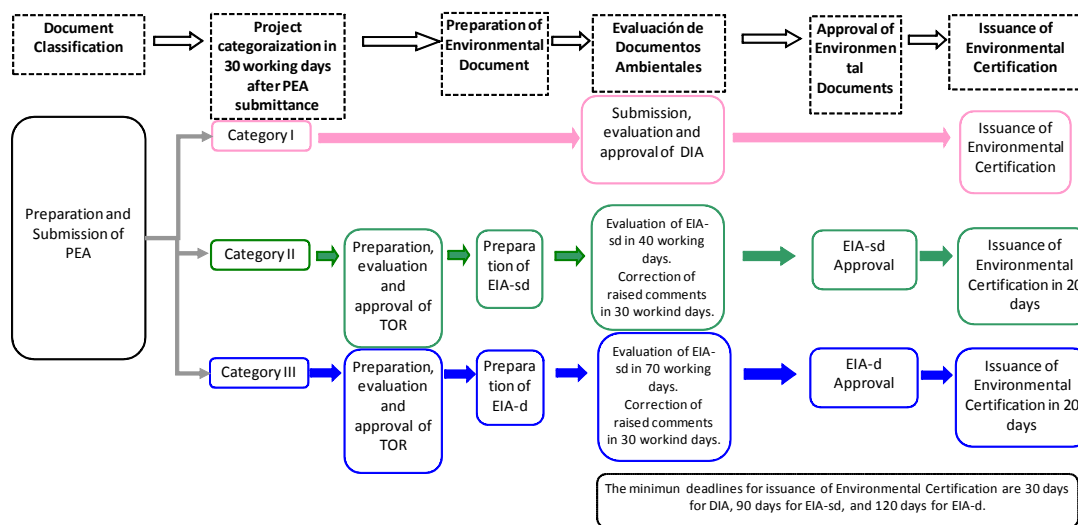 Document
Classification
Project
categoraization in
30 working days
after PEA
submittance
Preparation of
Environmental
Document
Evaluación de
Documentos
Ambientales
Approval of
Environmen
tal
Documents
Issuance of
Environmental
Certification
Preparation and
Submission of
PEA
Category I
Submission,
evaluation and
approval of DIA
Issuance of
Environmental
Certification
Category II
Preparation,
evaluation
and
approval of
TOR
Prepara
tion of
EIA-sd
Evaluation of EIA-
sd in 40 working
days.
Correction of
raised comments
in 30 workind days.
EIA-sd
Approval
Issuance of
Environmental
Certification in 20
days
Category III
Preparation,
evaluation
and
approval of
TOR
Prepara
tion of
EIA-d
Evaluation of EIA-
sd in 70 working
days.
Correction of
raised comments
in 30 workind days.
EIA-d
Approval
Issuance of
Environmental
Certification in 20
days
The minimun deadlines for issuance of Environmental Certification are 30 days
for DIA, 90 days for EIA-sd, and 120 days for EIA-d.